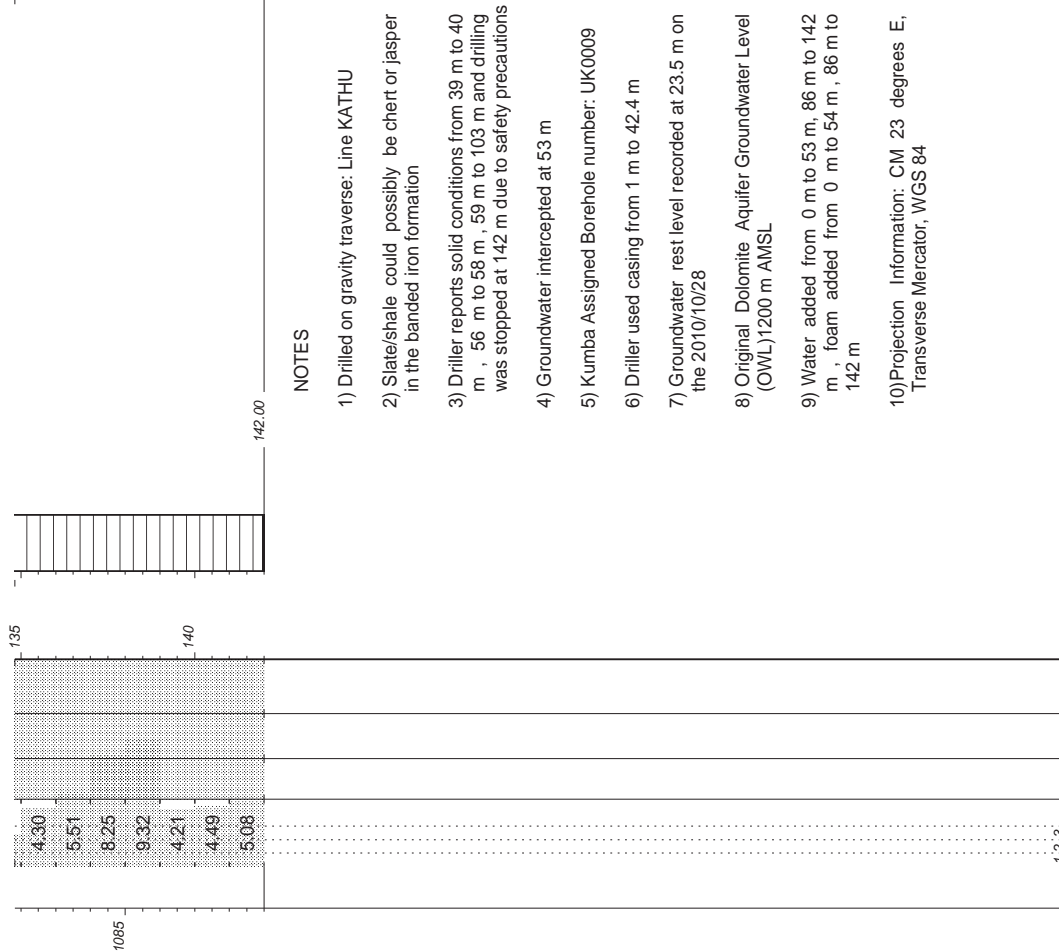 135
140
142.00
1085
4.30
5.51
8.25
9.32
4.21
4.49
5.08
1 2 3
NOTES
1) Drilled on gravity traverse: Line KATHU
2) Slate/shale could possibly be chert or jasper
in the banded iron formation
3) Driller reports solid conditions from 39 m to 40
m , 56 m to 58 m , 59 m to 103 m and drilling
was stopped at 142 m due to safety precautions
4) Groundwater intercepted at 53 m
5) Kumba Assigned Borehole number: UK0009
6) Driller used casing from 1 m to 42.4 m
7) Groundwater rest level recorded at 23.5 m on
the 2010/10/28
8) Original Dolomite Aquifer Groundwater Level
(OWL)1200 m AMSL
9) Water added from 0 m to 53 m, 86 m to 142
m , foam added from 0 m to 54 m , 86 m to
142 m
10)Projection Information: CM 23 degrees E,
Transverse Mercator, WGS 84